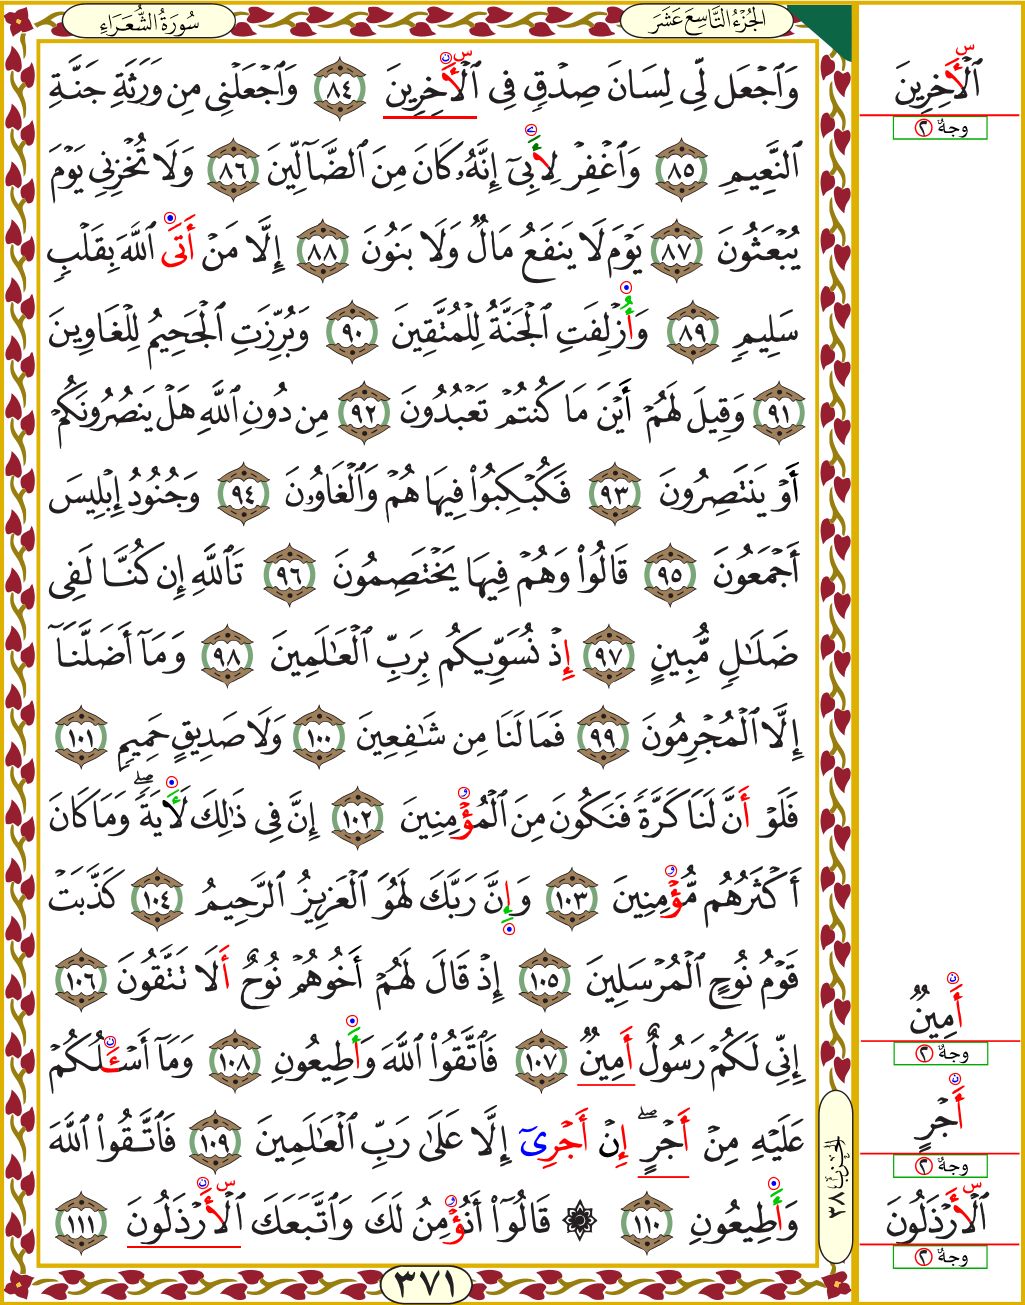 سُورَةُ الشُّعَرَاءِ
الجُزْءُ التَّاسِعَ عَشَرَ
وَٱجۡعَل لِّي لِسَانَ صِدۡقٖ فِي ٱلۡأٓخِرِينَ ٨٤ وَٱجۡعَلۡنِي مِن وَرَثَةِ جَنَّةِ
ٱلنَّعِيمِ ٨٥ وَٱغۡفِرۡ لِأَبِيٓ إِنَّهُۥ كَانَ مِنَ ٱلضَّآلِّينَ ٨٦ وَلَا تُخۡزِنِي يَوۡمَ
يُبۡعَثُونَ ٨٧ يَوۡمَ لَا يَنفَعُ مَالٞ وَلَا بَنُونَ ٨٨ إِلَّا مَنۡ أَتَى ٱللَّهَ بِقَلۡبٖ
سَلِيمٖ ٨٩ وَأُزۡلِفَتِ ٱلۡجَنَّةُ لِلۡمُتَّقِينَ ٩٠ وَبُرِّزَتِ ٱلۡجَحِيمُ لِلۡغَاوِينَ
٩١ وَقِيلَ لَهُمۡ أَيۡنَ مَا كُنتُمۡ تَعۡبُدُونَ ٩٢ مِن دُونِ ٱللَّهِ هَلۡ يَنصُرُونَكُمۡ
أَوۡ يَنتَصِرُونَ ٩٣ فَكُبۡكِبُواْ فِيهَا هُمۡ وَٱلۡغَاوُۥنَ ٩٤ وَجُنُودُ إِبۡلِيسَ
أَجۡمَعُونَ ٩٥ قَالُواْ وَهُمۡ فِيهَا يَخۡتَصِمُونَ ٩٦ تَٱللَّهِ إِن كُنَّا لَفِي
ضَلَٰلٖ مُّبِينٍ ٩٧ إِذۡ نُسَوِّيكُم بِرَبِّ ٱلۡعَٰلَمِينَ ٩٨ وَمَآ أَضَلَّنَآ
إِلَّا ٱلۡمُجۡرِمُونَ ٩٩ فَمَا لَنَا مِن شَٰفِعِينَ ١٠٠ وَلَا صَدِيقٍ حَمِيمٖ ١٠١
فَلَوۡ أَنَّ لَنَا كَرَّةٗ فَنَكُونَ مِنَ ٱلۡمُؤۡمِنِينَ ١٠٢ إِنَّ فِي ذَٰلِكَ لَأٓيَةٗۖ وَمَا كَانَ
أَكۡثَرُهُم مُّؤۡمِنِينَ ١٠٣ وَإِنَّ رَبَّكَ لَهُوَ ٱلۡعَزِيزُ ٱلرَّحِيمُ ١٠٤ كَذَّبَتۡ
قَوۡمُ نُوحٍ ٱلۡمُرۡسَلِينَ ١٠٥ إِذۡ قَالَ لَهُمۡ أَخُوهُمۡ نُوحٌ أَلَا تَتَّقُونَ ١٠٦
إِنِّي لَكُمۡ رَسُولٌ أَمِينٞ ١٠٧ فَٱتَّقُواْ ٱللَّهَ وَأَطِيعُونِ ١٠٨ وَمَآ أَسۡـَٔلُكُمۡ
عَلَيۡهِ مِنۡ أَجۡرٍۖ إِنۡ أَجۡرِيَ إِلَّا عَلَىٰ رَبِّ ٱلۡعَٰلَمِينَ ١٠٩ فَٱتَّقُواْ ٱللَّهَ
وَأَطِيعُونِ ١١٠ ۞ قَالُوٓاْ أَنُؤۡمِنُ لَكَ وَٱتَّبَعَكَ ٱلۡأَرۡذَلُونَ ١١١
٣٧١
ٱلۡأٓخِرِينَ
وجهٌ ٢
أَمِينٞ
وجهٌ ٢
أَجۡرٍ
وجهٌ ٢
ٱلۡأَرۡذَلُونَ
وجهٌ ٢
الحِزْبُ ٣٨